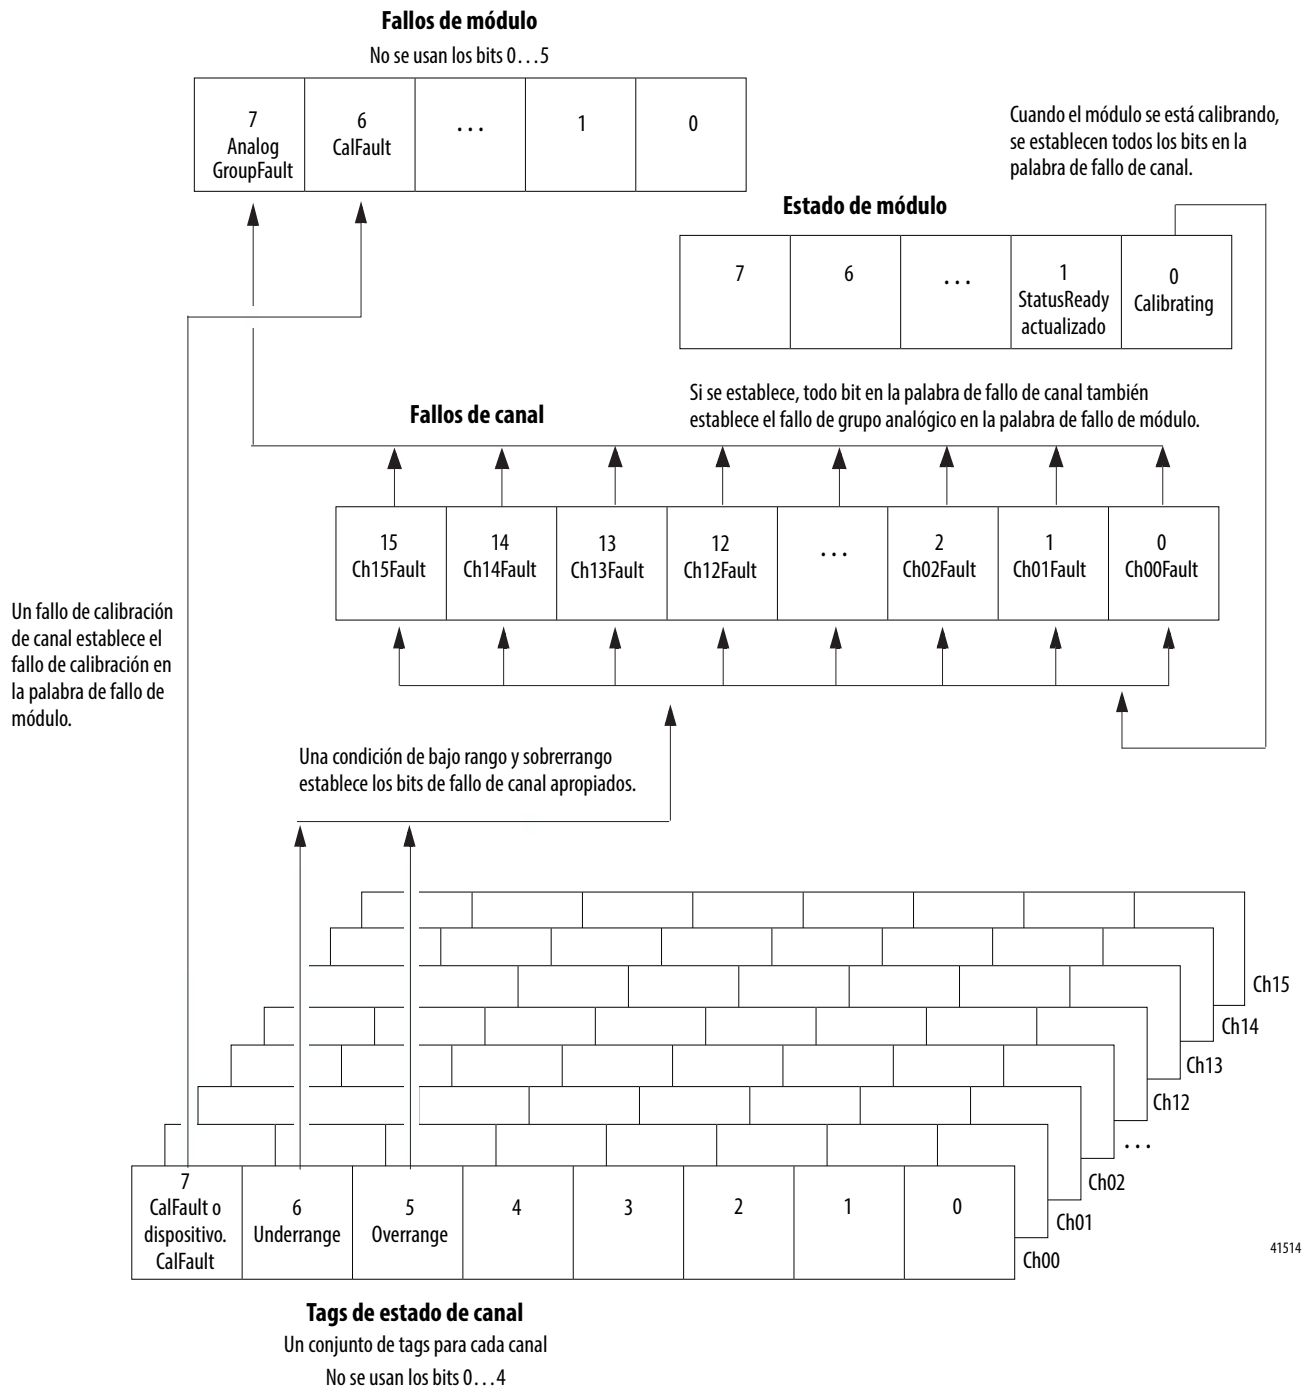 Fallos de módulo
No se usan los bits 0…5
7
Analog
GroupFault
6
CalFault
...
1
0
Cuando el módulo se está calibrando,
se establecen todos los bits en la
palabra de fallo de canal.
Estado de módulo
7
6
...
1
StatusReady
actualizado
0
Calibrating
Si se establece, todo bit en la palabra de fallo de canal también
establece el fallo de grupo analógico en la palabra de fallo de módulo.
Fallos de canal
15
Ch15Fault
14
Ch14Fault
13
Ch13Fault
12
Ch12Fault
...
2
Ch02Fault
1
Ch01Fault
0
Ch00Fault
Un fallo de calibración
de canal establece el
fallo de calibración en
la palabra de fallo de
módulo.
Una condición de bajo rango y sobrerrango
establece los bits de fallo de canal apropiados.
Ch15
Ch14
Ch13
Ch12
...
Ch02
Ch01
Ch00
7
CalFault o
dispositivo.
CalFault
6
Underrange
5
Overrange
4
3
2
1
0
41514
Tags de estado de canal
Un conjunto de tags para cada canal
No se usan los bits 0…4